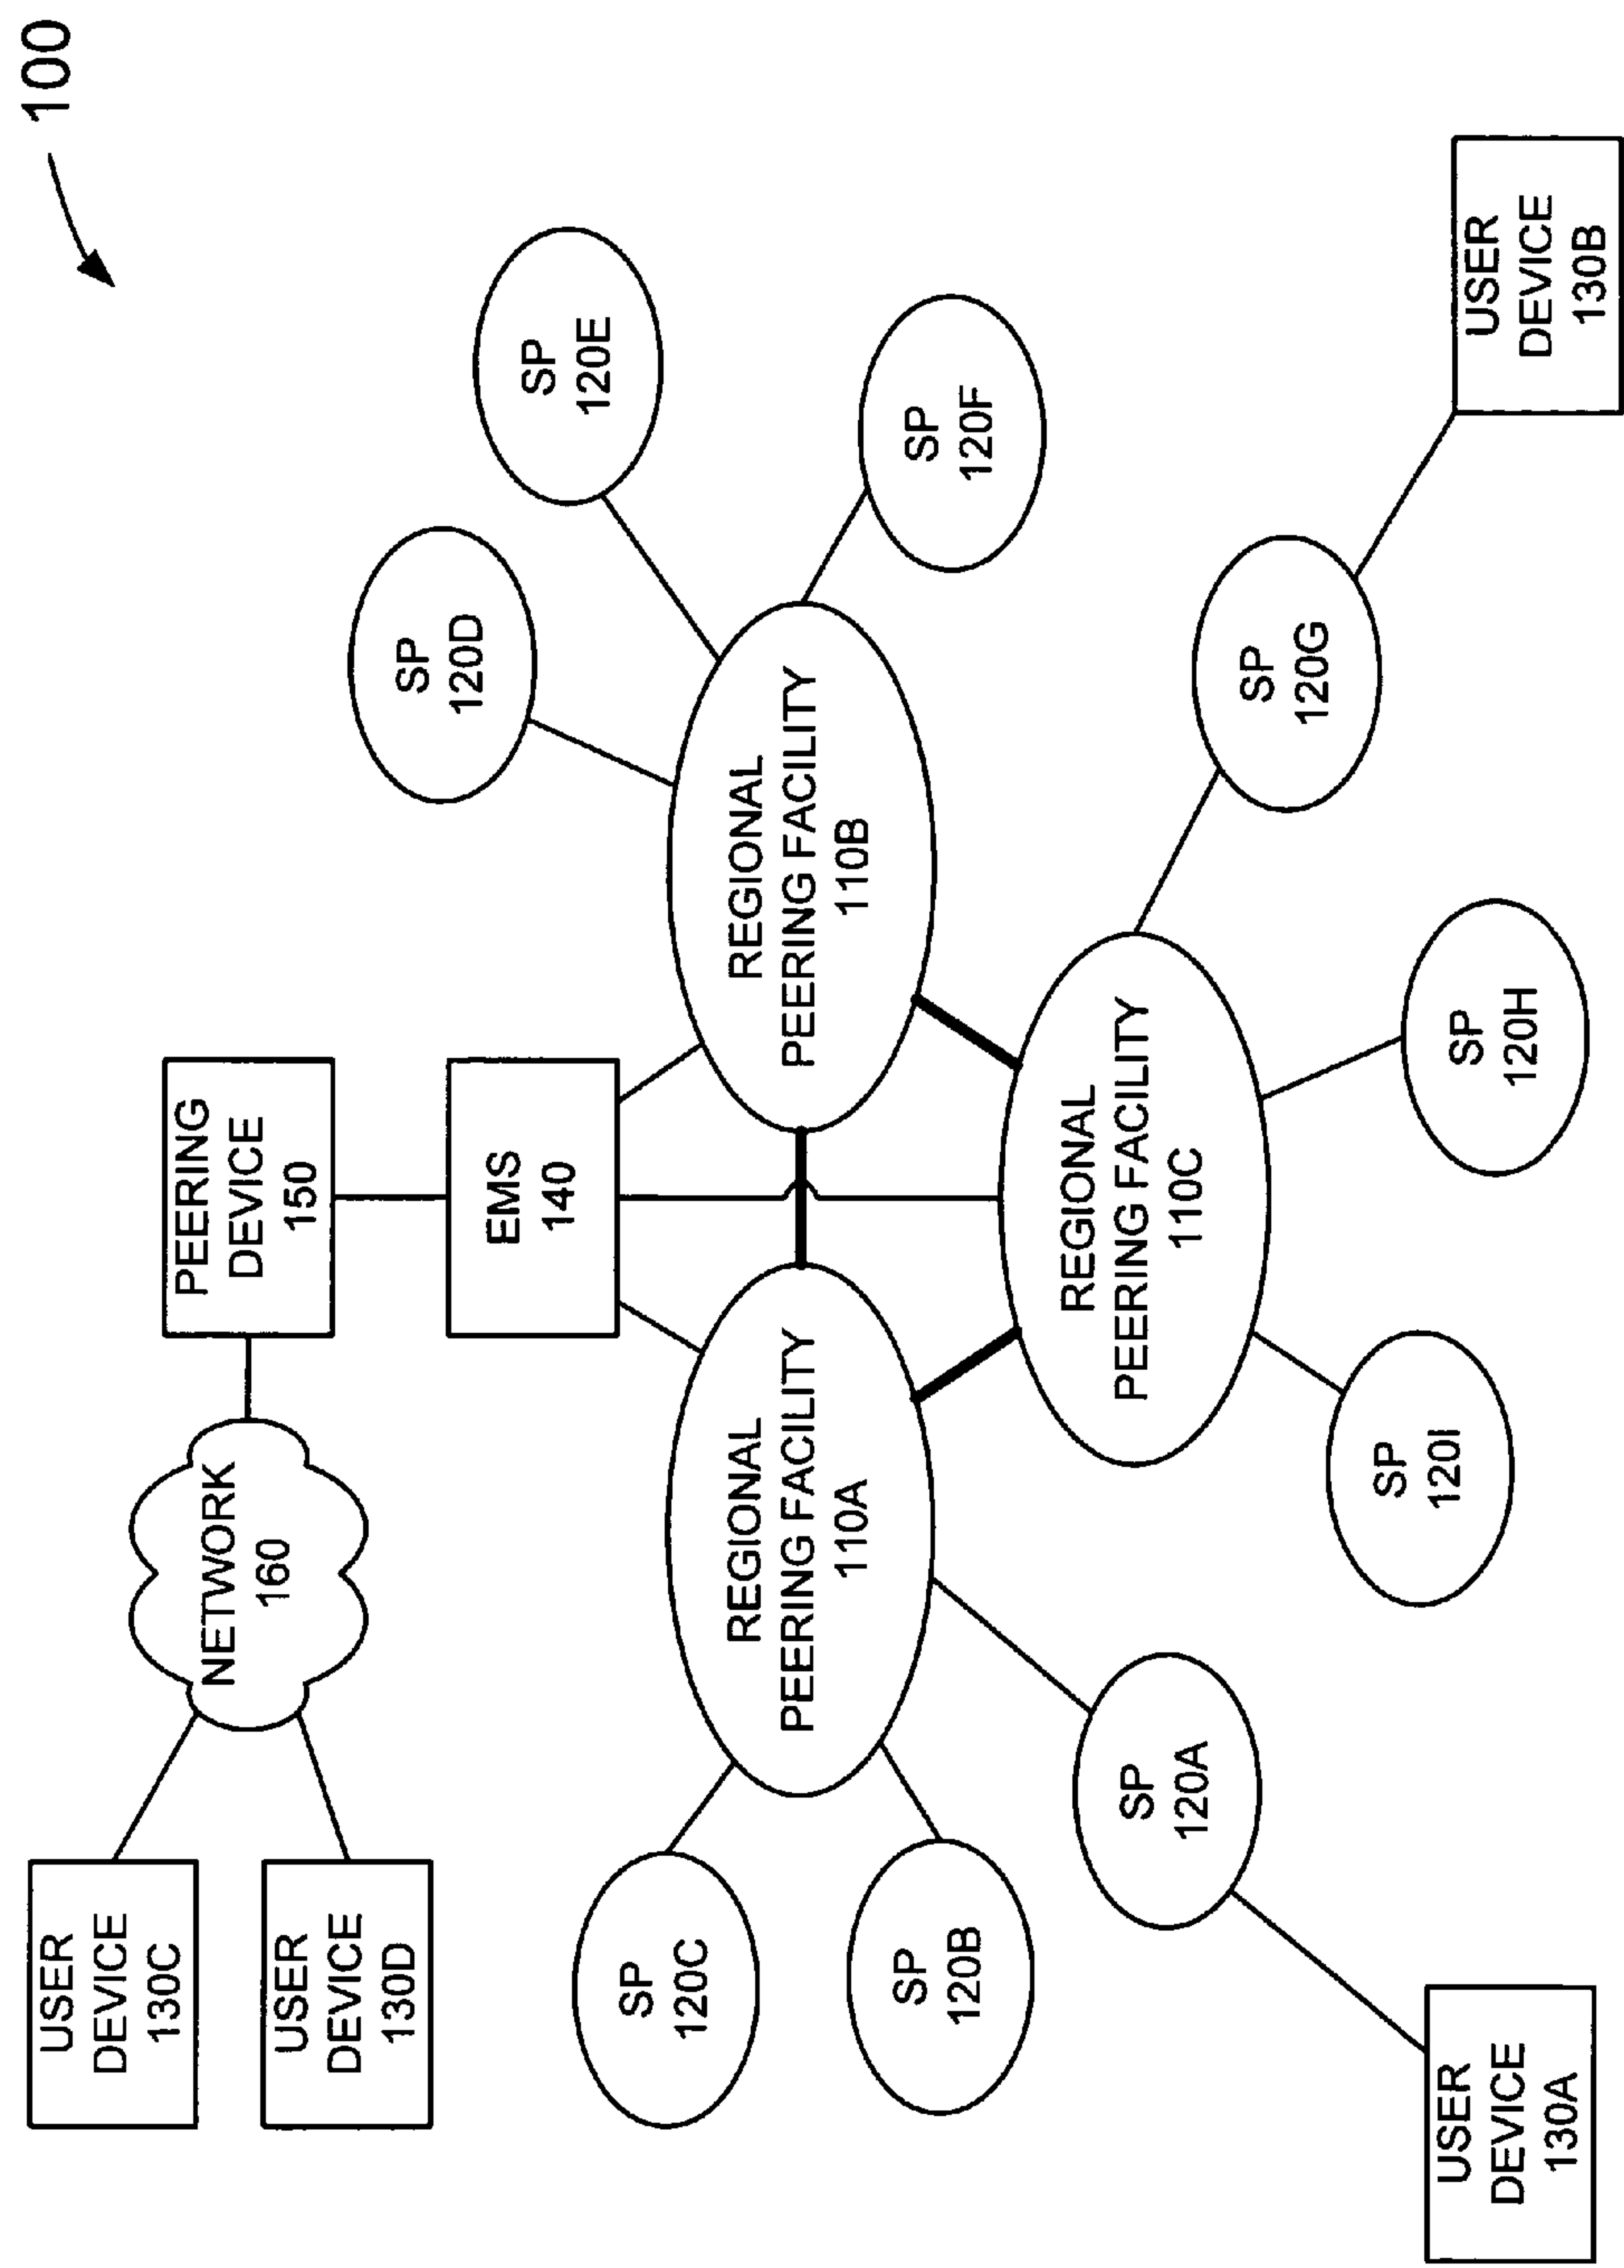 100
USER
DEVICE
130C
USER
DEVICE
130D
NETWORK
160
PEERING
DEVICE
150
EMS
140
SP
120D
SP
120E
SP
120F
SP
120C
SP
120B
REGIONAL
PEERING FACILITY
110A
REGIONAL
PEERING FACILITY
110B
REGIONAL
PEERING FACILITY
110C
SP
120A
SP
120I
SP
120H
SP
120G
USER
DEVICE
130A
USER
DEVICE
130B